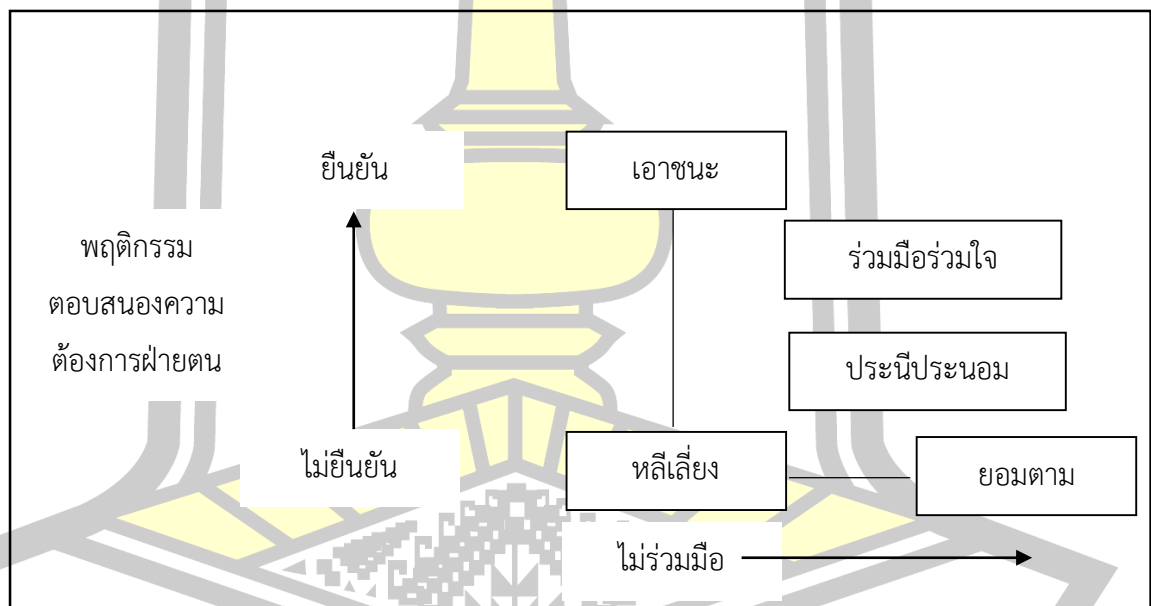 ยืนยัน
เอาชนะ
พฤติกรรม
ตอบสนองความ
ต้องการฝ่ายตน
ร่วมมือร่วมใจ
ประนีประนอม
ไม่ยืนยัน
หลีเลี่ยง
ยอมตาม
ไม่ร่วมมือ